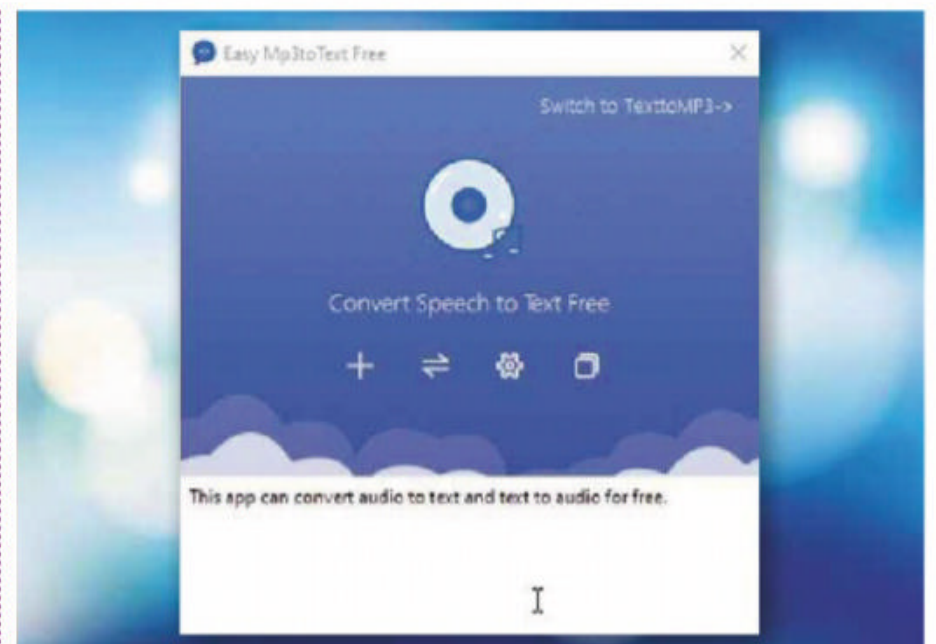 Easy Mp3toText Free
Switch to TexttoMP3->
Convert Speech to Text Free
This app can convert audio to text and text to audio for free.